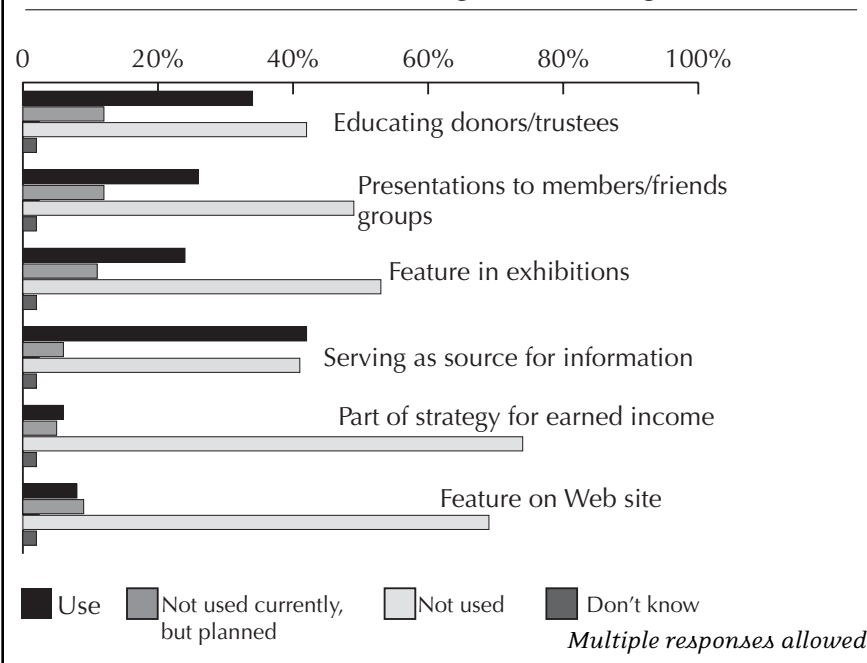 0 20% 40% 60% 80% 100%
Educating donors/trustees
Presentations to members/friends
groups
Feature in exhibitions
Serving as source for information
Part of strategy for earned income
Feature on Web site
Use
Not used currently,
but planned
Not used
Don't know
Multiple responses allowed